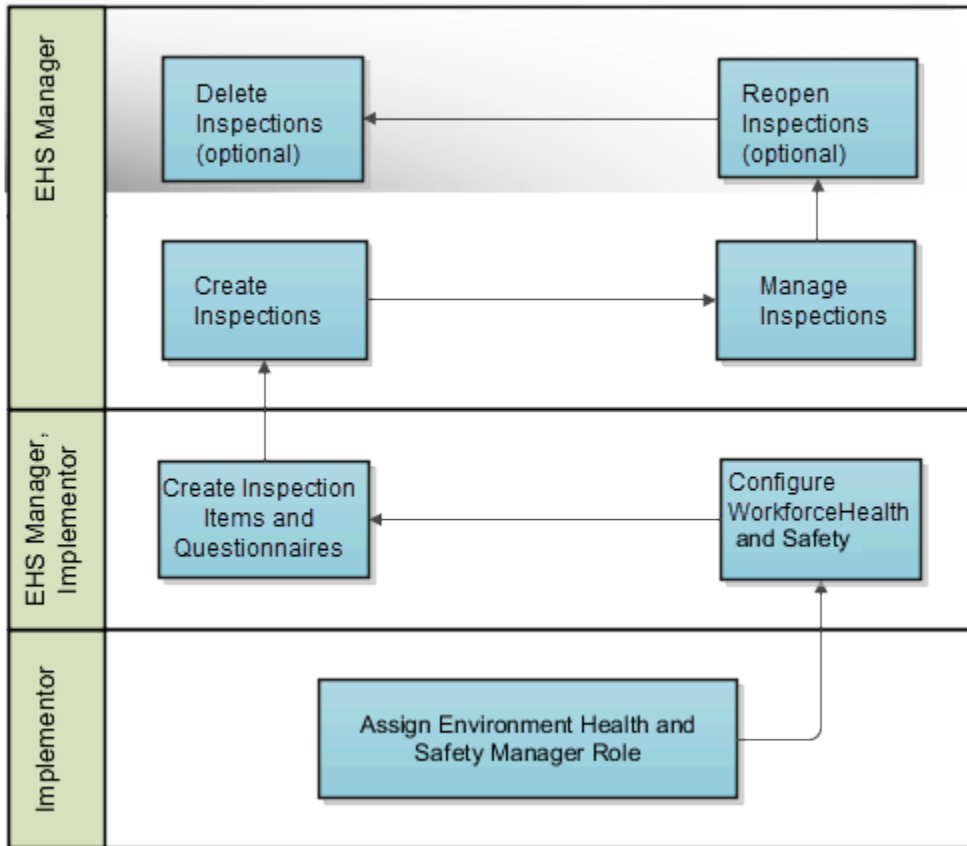 EHS Manager
Delete
Inspections
(optional)
Reopen
Inspections
(optional)
Create
Inspections
Manage
Inspections
EHS Manager,
Implementor
Create Inspection
Items and
Questionnaires
Configure
WorkforceHealth
and Safety
Implementor
Assign Environment Health and
Safety Manager Role